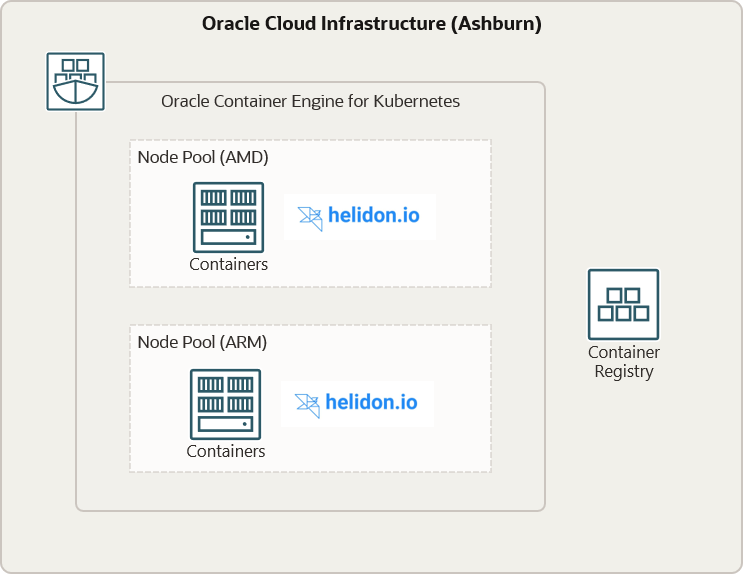 Oracle Cloud Infrastructure (Ashburn)
Oracle Container Engine for Kubernetes
Node Pool (AMD)
helidon.io
Containers
Node Pool (ARM)
helidon.io
Containers
Container
Registry